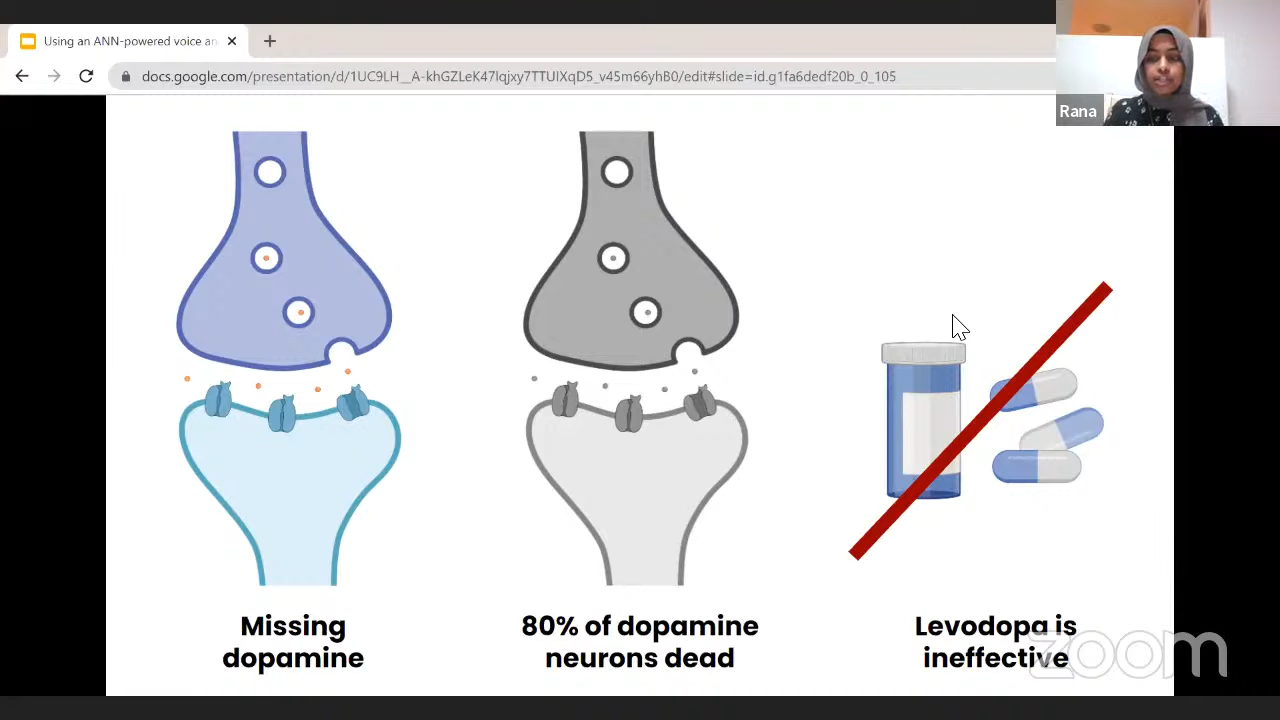 Using an ANN-powered voice an
docs.google.com/presentation/d/1UC9LH__A-khGZLtK47lqjxy7TTUIXqD5_v45m66yhB0/edit#slide=id.g1fa6dedf20b_0_105
Rana
Missing
dopamine
80% of dopamine
neurons dead
Levodopa is
ineffective
zoom